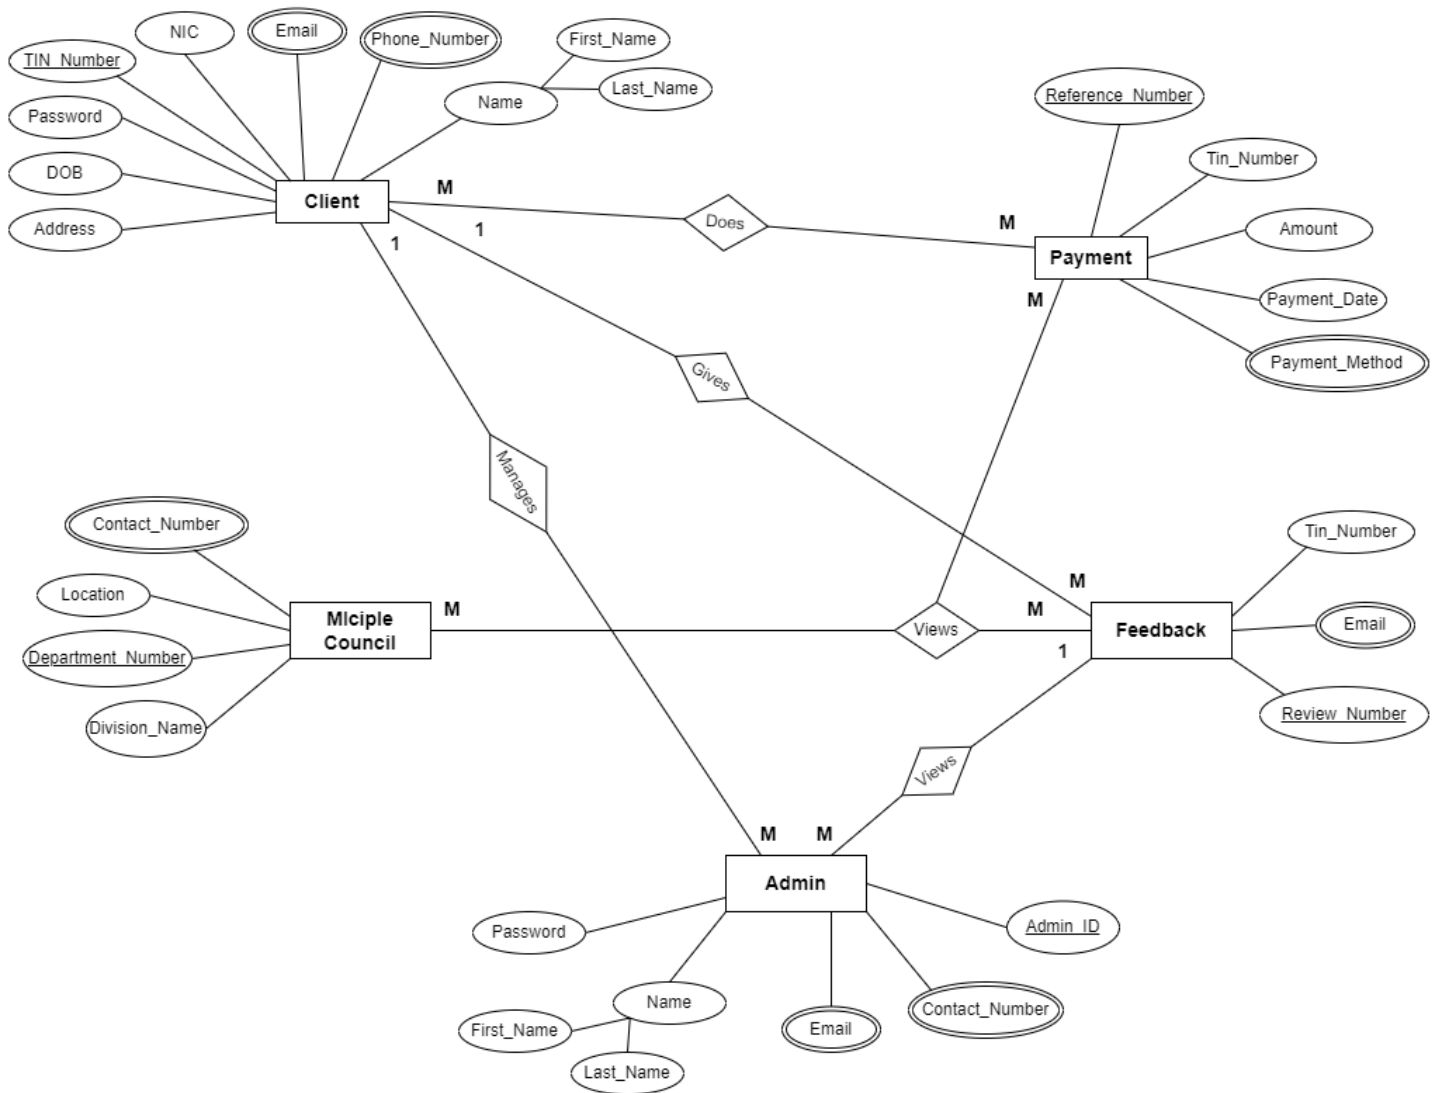 NIC
Email
Phone_Number
First_Name
TIN_Number
Last_Name
Name
Reference_Number
Password
Tin_Number
DOB
Client
M
Does
M
Address
1
1
Amount
Payment
M
Payment_Date
Gives
Payment_Method
Manages
Contact_Number
Tin_Number
Location
M
M
M
MIciple
Council
Views
Feedback
Email
Department_Number
1
Division_Name
Review_Number
Views
M
M
Admin
Password
Admin_ID
Name
Contact_Number
First_Name
Email
Last_Name